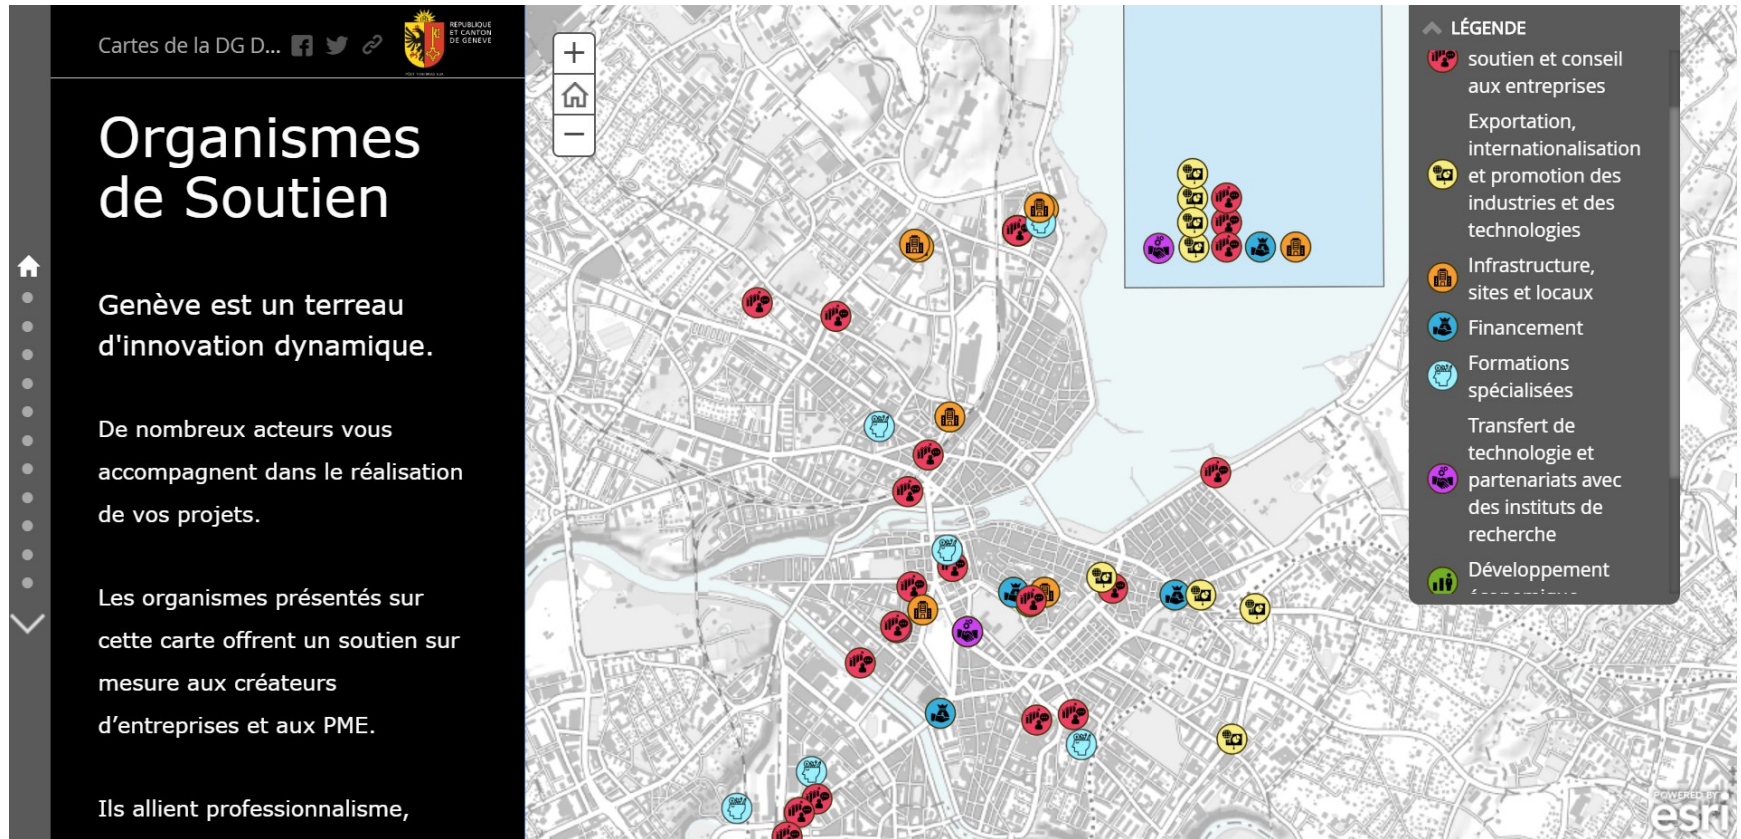 Cartes de la DG D...
REPUBLIQUE
ET CANTON
DE GENEVE
Organismes
de Soutien
Genève est un terreau
d'innovation dynamique.
De nombreux acteurs vous
accompagnent dans le réalisation
de vos projets.
Les organismes présentés sur
cette carte offrent un soutien sur
mesure aux créateurs
d’entreprises et aux PME.
Ils allient professionnalisme,
LÉGENDE
soutien et conseil
aux entreprises
Exportation,
internationalisation
et promotion des
industries et des
technologies
Infrastructure,
sites et locaux
Financement
Formations
spécialisées
Transfert de
technologie et
partenariats avec
des instituts de
recherche
Développement
économique
POWERED BY
esri